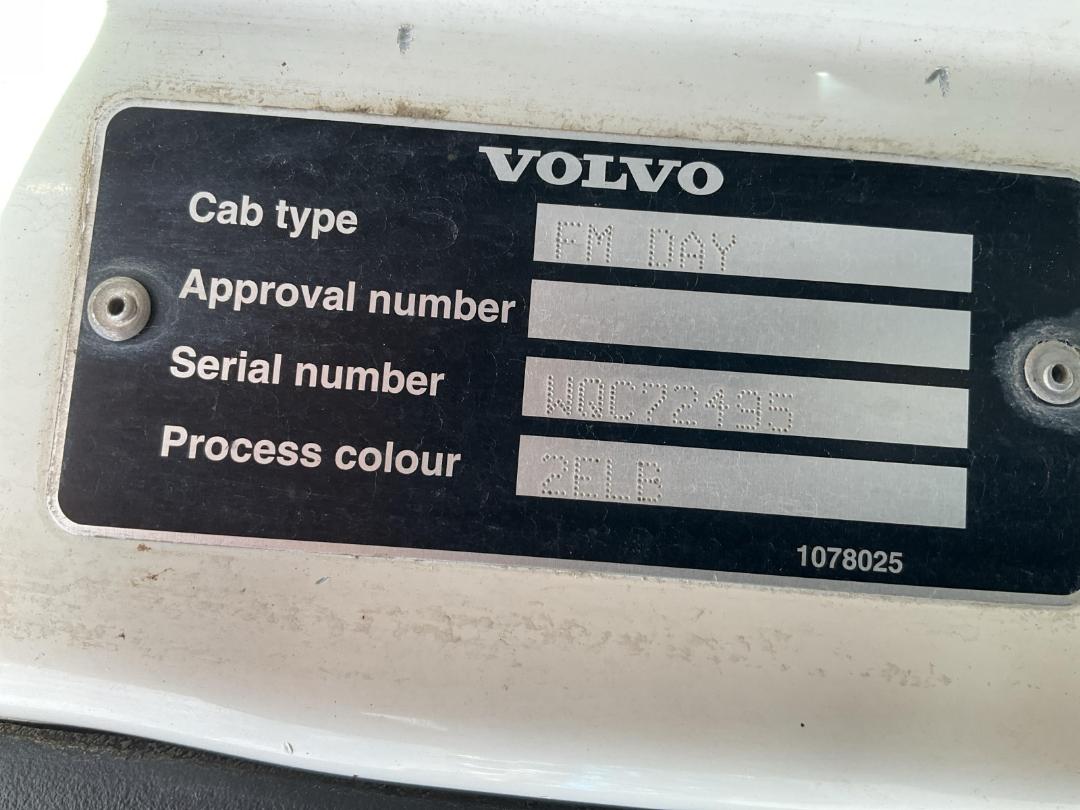 VOLVO
Cab type FM DAY
Approval number
Serial number WQC72495
Process colour 2ELB
1078025